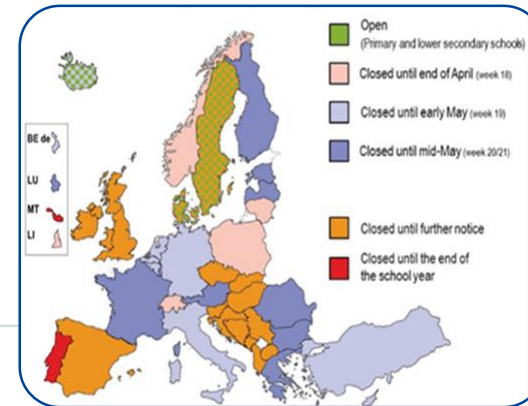 Open
(Primary and lower secondary schools)
Closed until end of April (week 18)
Closed until early May (week 19)
Closed until mid-May (week 20/21)
Closed until further notice
Closed until the end of
the school year
BE de
LU
MT
LI